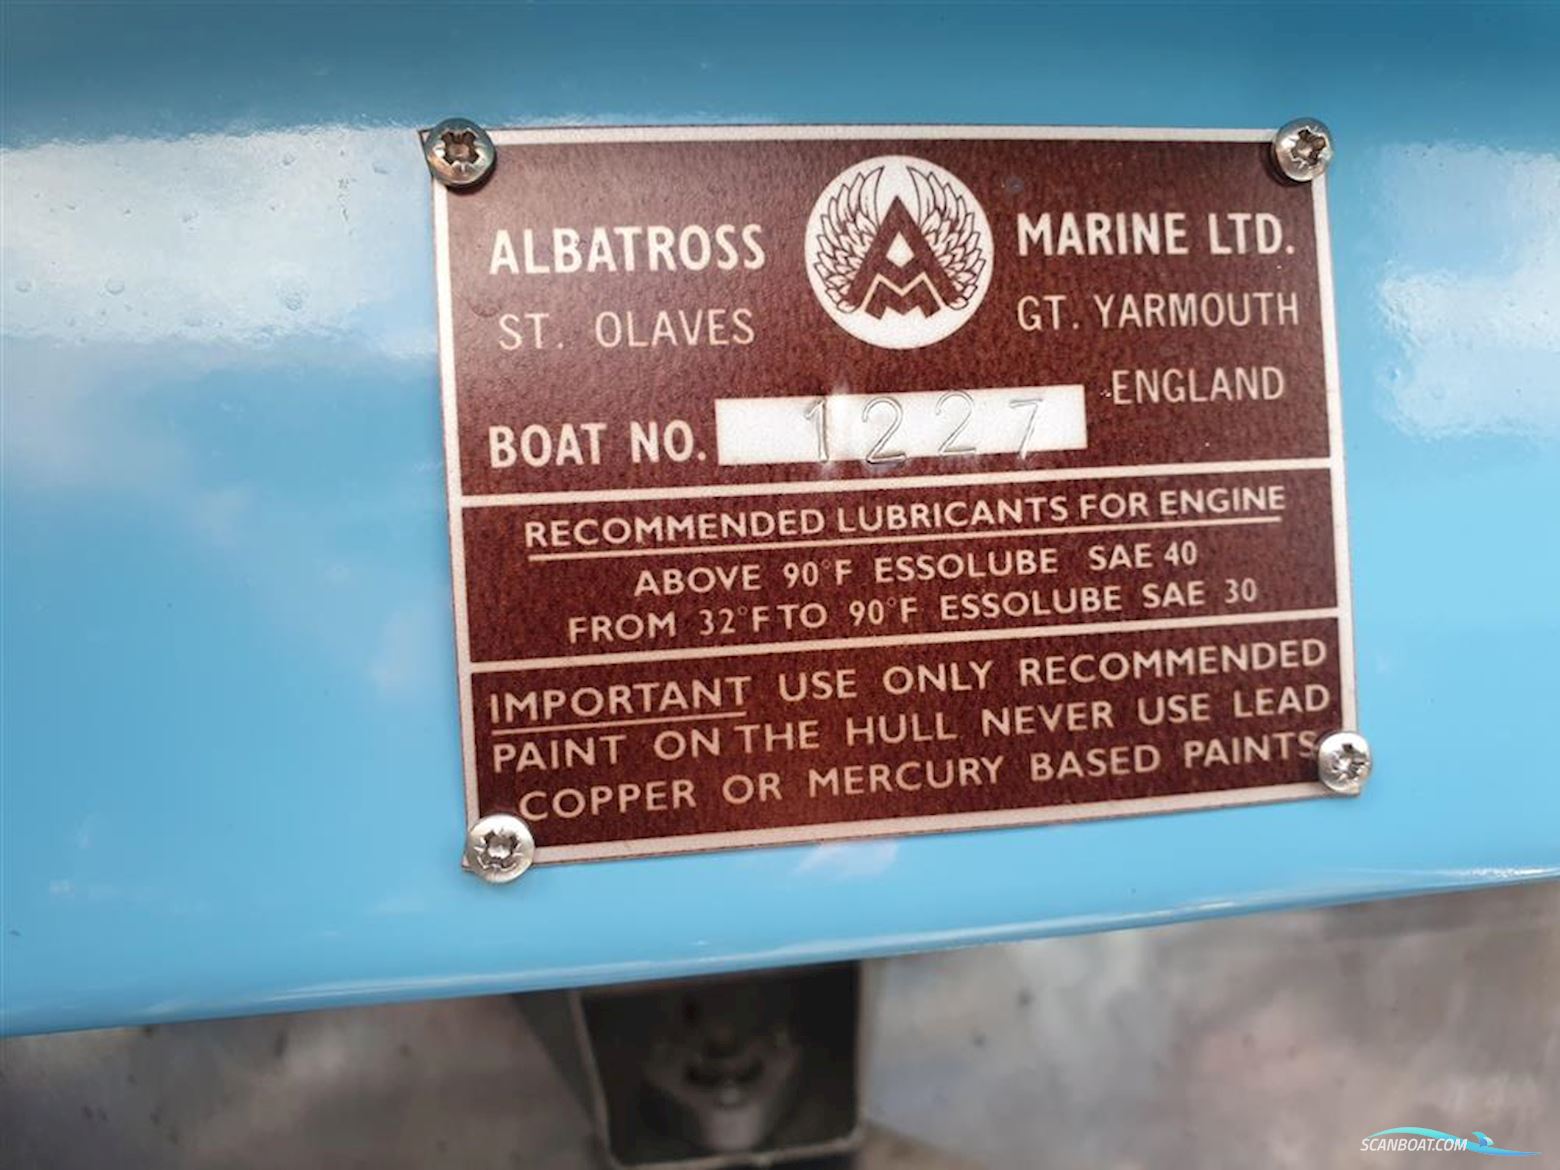 ALBATROSS MARINE LTD.
ST. OLAVES GT. YARMOUTH
ENGLAND
BOAT NO. 1227
RECOMMENDED LUBRICANTS FOR ENGINE
ABOVE 90°F ESSOLUBE SAE 40
FROM 32°F TO 90°F ESSOLUBE SAE 30
IMPORTANT USE ONLY RECOMMENDED
PAINT ON THE HULL NEVER USE LEAD
COPPER OR MERCURY BASED PAINTS
SCANBOAT.COM